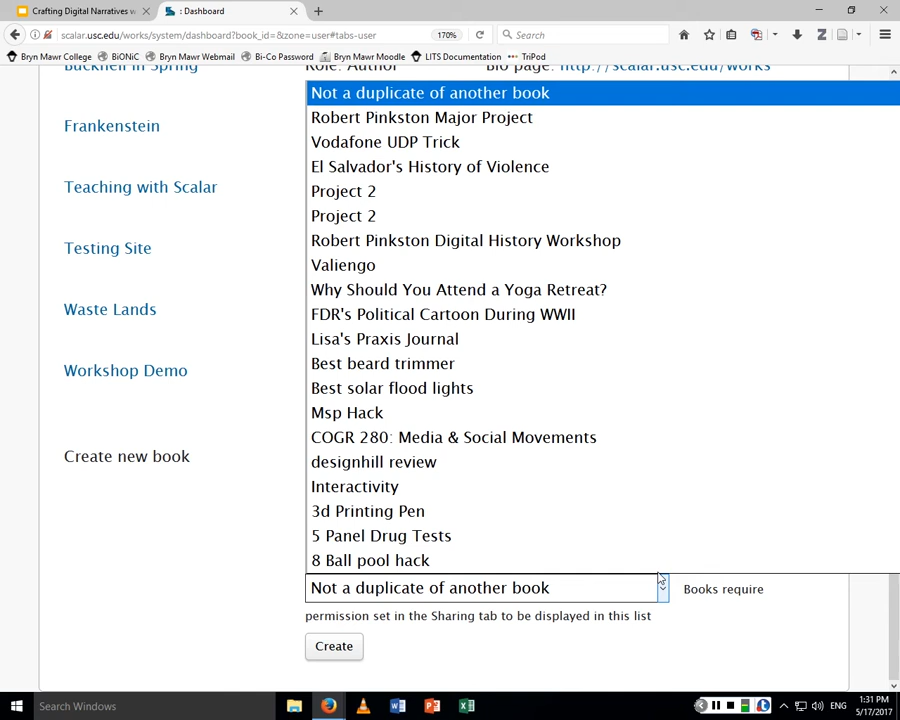 Crafting Digital Narratives w
: Dashboard
scalar.usc.edu/works/system/dashboard?book_id=&zone=user#tabs-user
170%
Search
Bryn Mawr College
BiONiC
Bryn Mawr Webmail
Bi-Co Password
Bryn Mawr Moodle
LITS Documentation
TriPod
Bucknell in Spring
Role: Author
Bio page: http://scalar.usc.edu/works
Not a duplicate of another book
Robert Pinkston Major Project
Vodafone UDP Trick
El Salvador's History of Violence
Project 2
Project 2
Robert Pinkston Digital History Workshop
Valiengo
Why Should You Attend a Yoga Retreat?
FDR's Political Cartoon During WWII
Lisa's Praxis Journal
Best beard trimmer
Best solar flood lights
Msp Hack
COGR 280: Media & Social Movements
designhill review
Interactivity
3d Printing Pen
5 Panel Drug Tests
8 Ball pool hack
Frankenstein
Teaching with Scalar
Testing Site
Waste Lands
Workshop Demo
Create new book
Not a duplicate of another book
Books require
permission set in the Sharing tab to be displayed in this list
Create
Search Windows
ENG
1:31 PM
5/17/2017